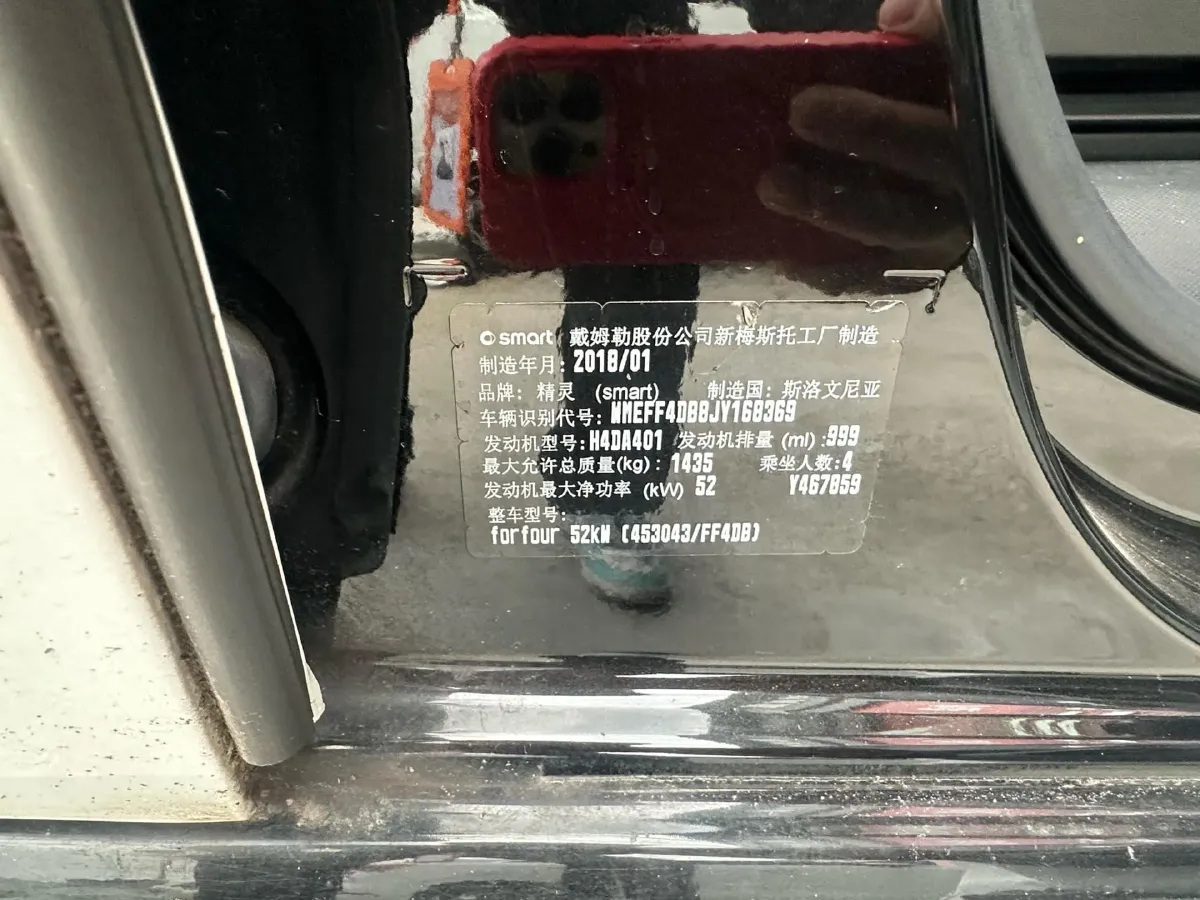 smart 戴姆勒股份公司新梅斯托工厂制造
制造年月: 2018/01
品牌: 精灵 (smart) 制造国: 斯洛文尼亚
车辆识别代号: WMEFF4DB8JY168369
发动机型号: H4DA401 发动机排量 (ml) :999
最大允许总质量(kg): 1435 乘坐人数:4
发动机最大净功率 (kW) 52 Y467859
整车型号:
forfour 52kW (453043/FF4DB)